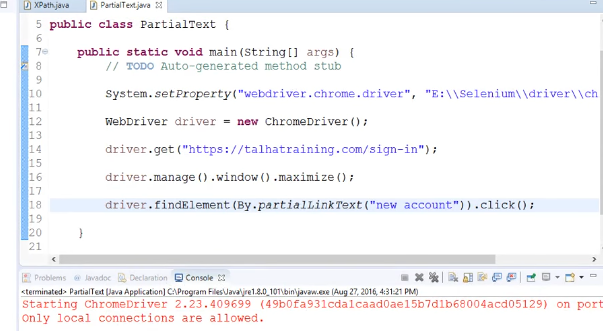 XPath.java PartialText.java
5 public class PartialText {
6
7 public static void main(String[] args) {
8 // TODO Auto-generated method stub
9
10 System.setProperty("webdriver.chrome.driver", "E:\\Selenium\\driver\\ch
11
12 WebDriver driver = new ChromeDriver();
13
14 driver.get("https://talhatraining.com/sign-in");
15
16 driver.manage().window().maximize();
17
18 driver.findElement(By.partialLinkText("new account")).click();
19
20 }
21
Problems Javadoc Declaration Console
<terminated> PartialText [Java Application] C:\Program Files\Java\jre1.8.0_101\bin\javaw.exe (Aug 27, 2016, 4:31:21 PM)
Starting ChromeDriver 2.23.409699 (49b0fa931cda1caad0ae15b7d1b68004acd05129) on port
Only local connections are allowed.